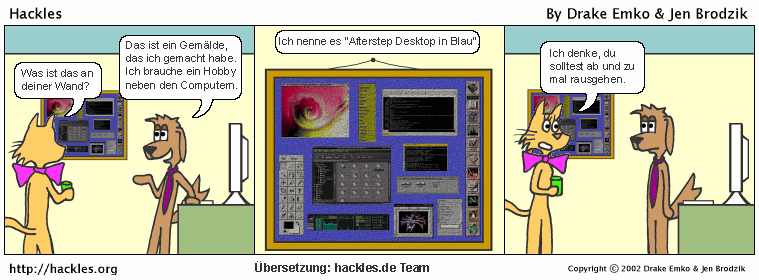 Hackles
By Drake Emko & Jen Brodzik
Was ist das an
deiner Wand?
Das ist ein Gemälde,
das ich gemacht habe.
Ich brauche ein Hobby
neben den Computern.
Ich nenne es "Afterstep Desktop in Blau"
Ich denke, du
solltest ab und zu
mal rausgehen.
http://hackles.org
Übersetzung: hackles.de Team
Copyright © 2002 Drake Emko & Jen Brodzik